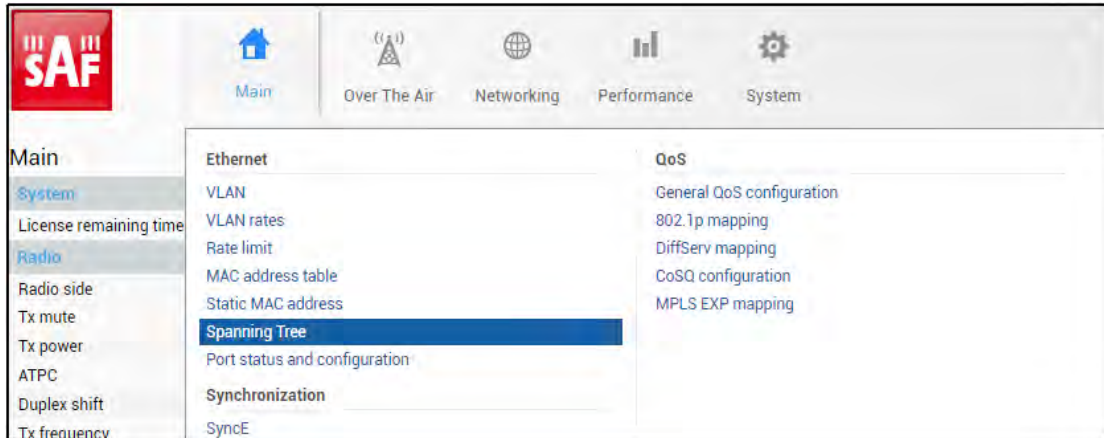 SAF
Main
Over The Air
Networking
Performance
System
Main
System
License remaining time
Radio
Radio side
Tx mute
Tx power
ATPC
Duplex shift
Tx frequency
Ethernet
VLAN
VLAN rates
Rate limit
MAC address table
Static MAC address
Spanning Tree
Port status and configuration
Synchronization
SyncE
QoS
General QoS configuration
802.1p mapping
DiffServ mapping
CoSQ configuration
MPLS EXP mapping